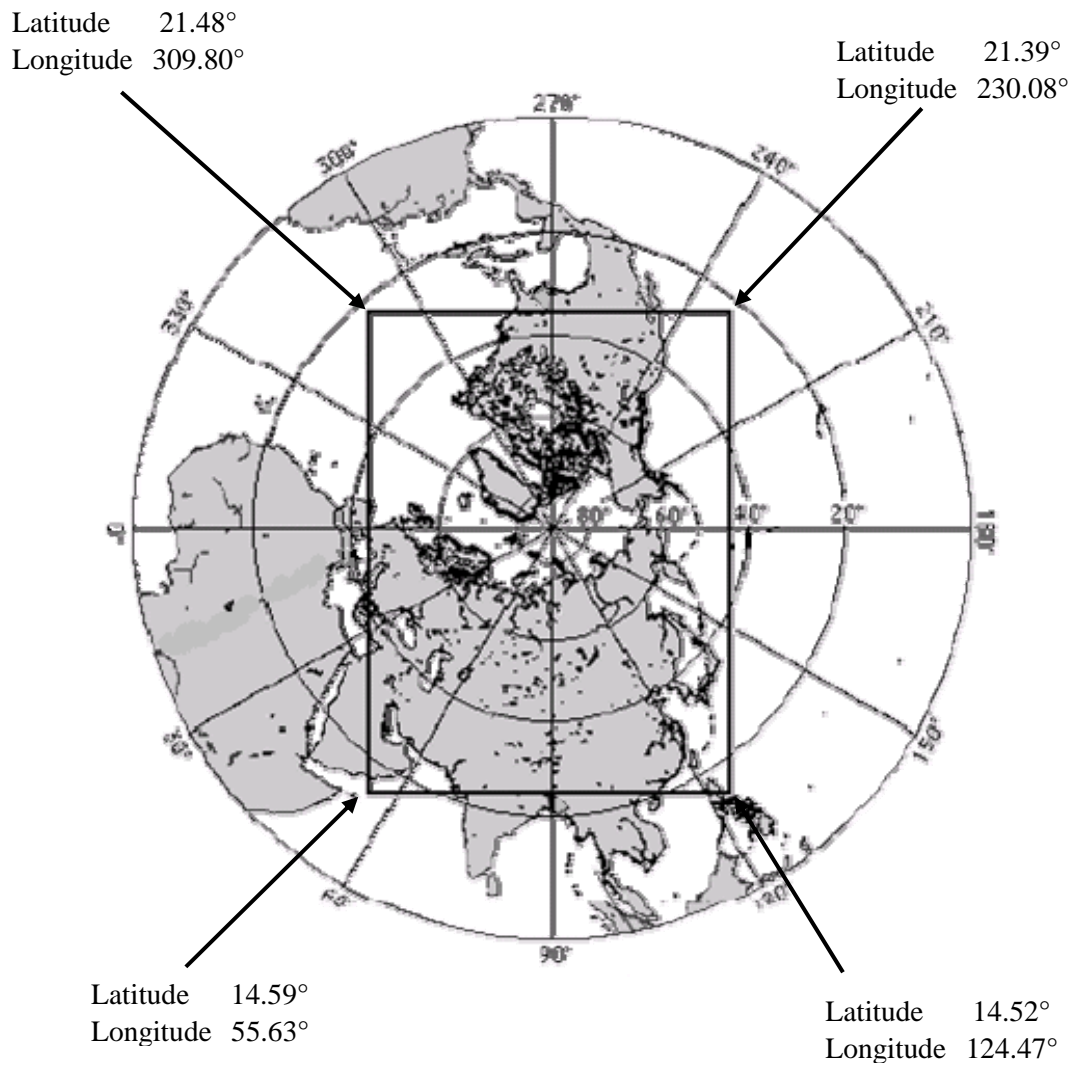 Latitude 21.48°
Longitude 309.80°
Latitude 21.39°
Longitude 230.08°
270°
300°
240°
330°
210°
80° 60° 40° 20°
0°
180°
30°
150°
60°
120°
90°
Latitude 14.59°
Longitude 55.63°
Latitude 14.52°
Longitude 124.47°